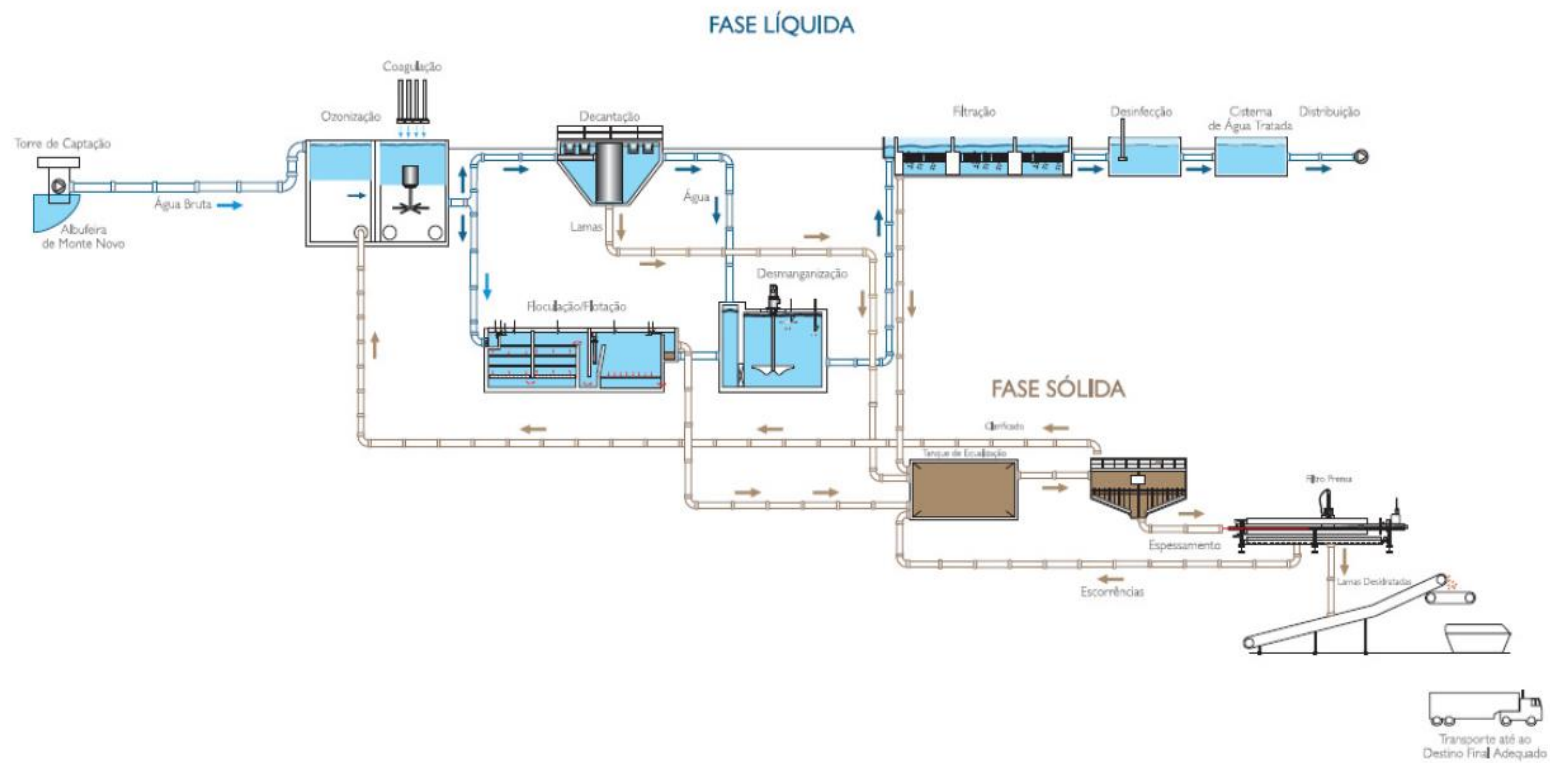 FASE LÍQUIDA
Coagulação
Ozonização
Decantação
Filtração
Desinfecção
Cisterna
de Água Tratada
Distribuição
Torre de Captação
Água Bruta
Albufeira
de Monte Novo
Água
Lamas
Desmanganização
Floculação/Flotação
FASE SÓLIDA
Clarificado
Tanque de Equalização
Filtro Prensa
Espessamento
Lamas Desidratadas
Escorrências
Transporte até ao
Destino Final Adequado